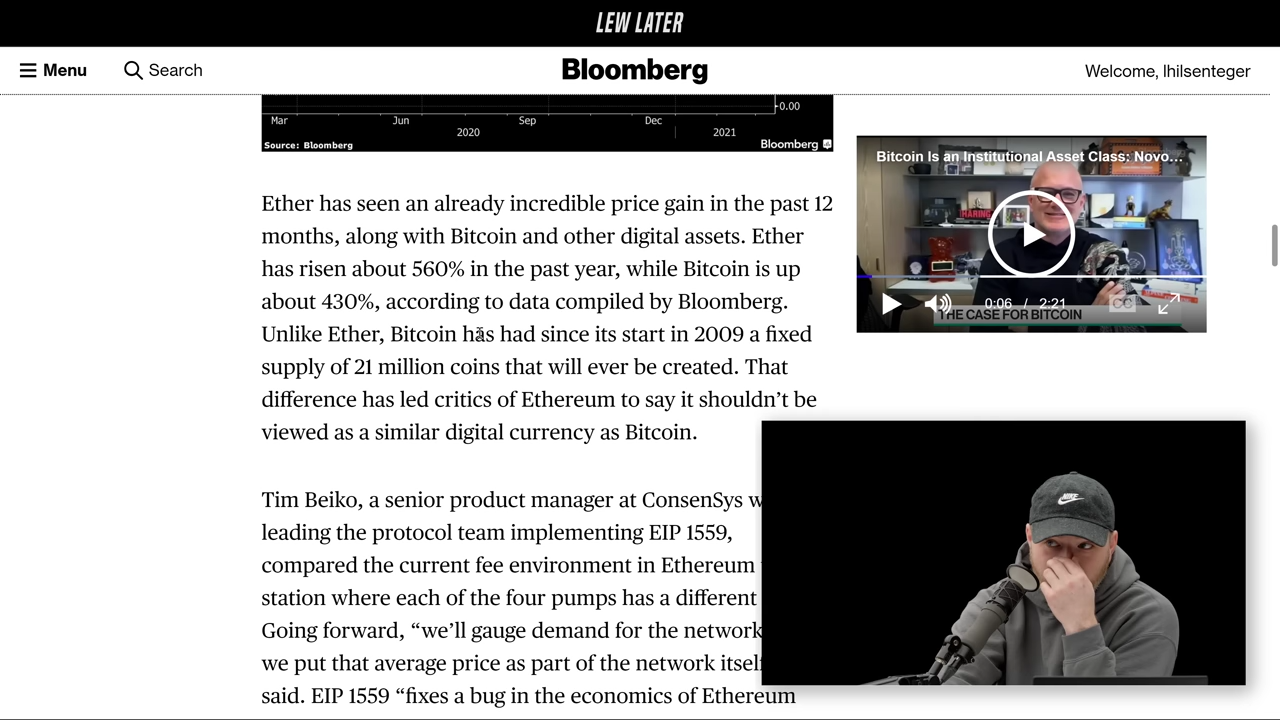 LEW LATER
Menu
Search
Bloomberg
Welcome, lhilsenteger
0.00
Mar Jun Sep Dec
2020 2021
Source: Bloomberg
Bloomberg
Ether has seen an already incredible price gain in the past 12
months, along with Bitcoin and other digital assets. Ether
has risen about 560% in the past year, while Bitcoin is up
about 430%, according to data compiled by Bloomberg.
Unlike Ether, Bitcoin has had since its start in 2009 a fixed
supply of 21 million coins that will ever be created. That
difference has led critics of Ethereum to say it shouldn’t be
viewed as a similar digital currency as Bitcoin.
Tim Beiko, a senior product manager at ConsenSys w
leading the protocol team implementing EIP 1559,
compared the current fee environment in Ethereum
station where each of the four pumps has a different
Going forward, “we’ll gauge demand for the network
we put that average price as part of the network itself
said. EIP 1559 “fixes a bug in the economics of Ethereum
Bitcoin Is an Institutional Asset Class: Novo...
HARING
0:06 / 2:21
CC
THE CASE FOR BITCOIN
NIKE